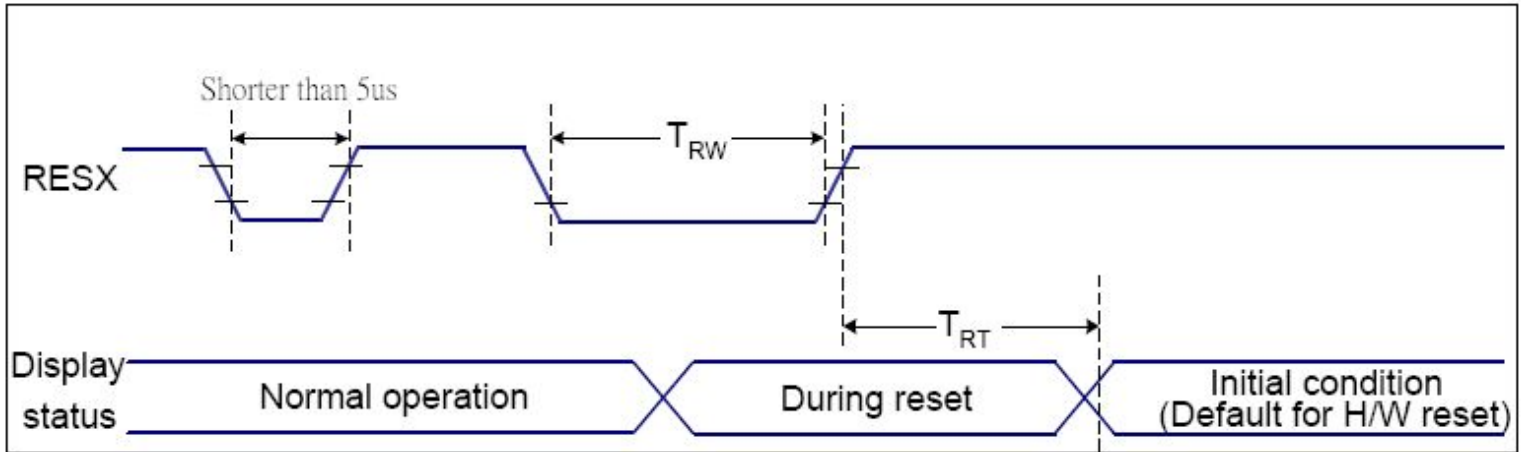 Shorter than 5us
TRW
RESX
TRT
Display
status
Normal operation
During reset
Initial condition
(Default for H/W reset)